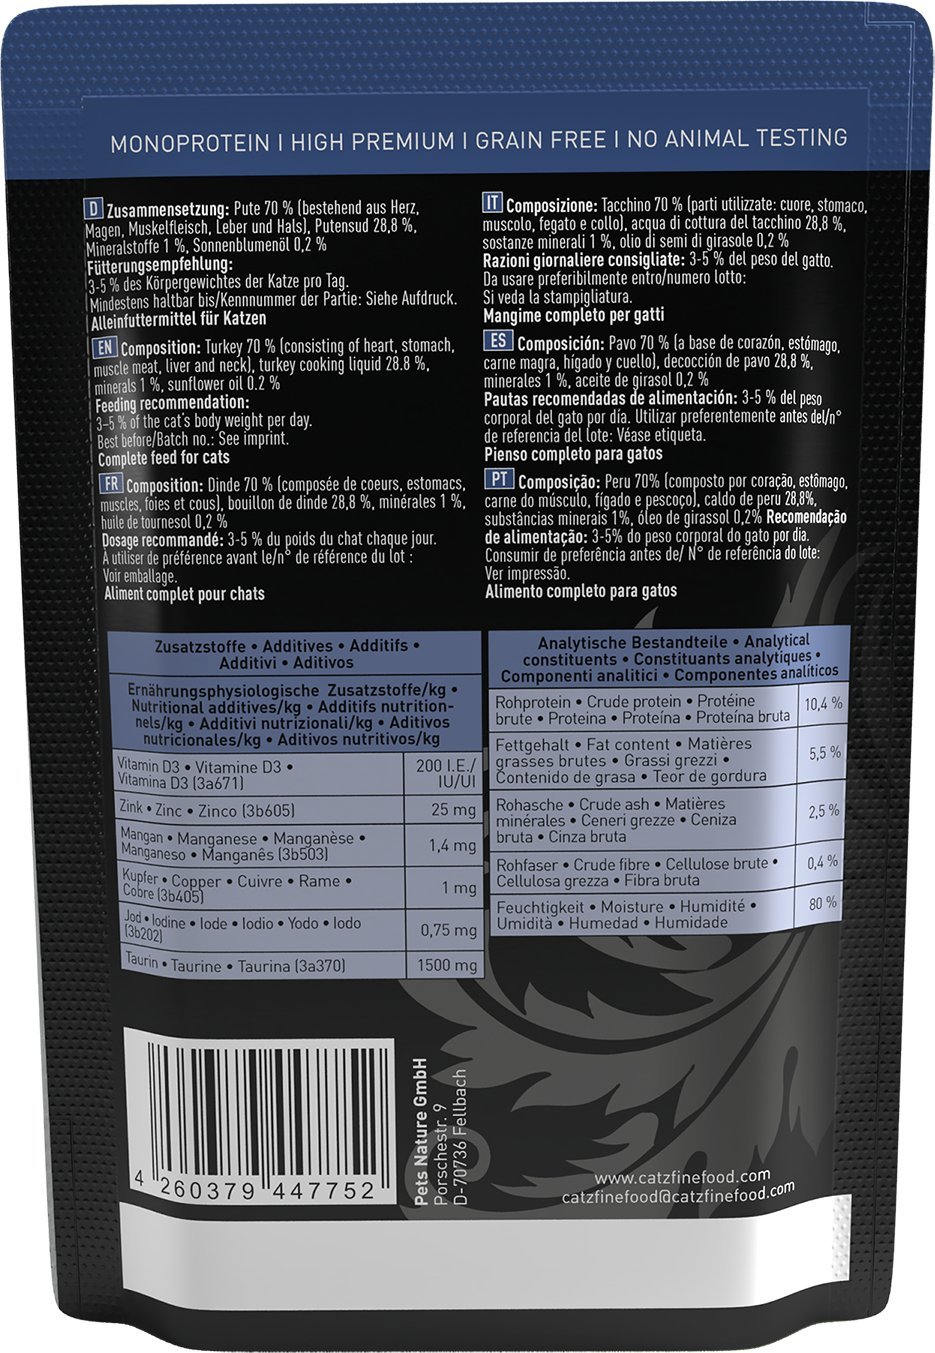 MONOPROTEIN I HIGH PREMIUM I GRAIN FREE I NO ANIMAL TESTING
D Zusammensetzung: Pute 70 % (bestehend aus Herz,
Magen, Muskelfleisch, Leber und Hals), Putensud 28,8 %,
Mineralstoffe 1 %, Sonnenblumenöl 0,2 %
Fütterungsempfehlung:
3-5 % des Körpergewichtes der Katze pro Tag.
Mindestens haltbar bis/Kennnummer der Partie: Siehe Aufdruck.
Alleinfuttermittel für Katzen
EN Composition: Turkey 70 % (consisting of heart, stomach,
muscle meat, liver and neck), turkey cooking liquid 28.8 %,
minerals 1 %, sunflower oil 0.2 %
Feeding recommendation:
3-5 % of the cat's body weight per day.
Best before/Batch no.: See imprint.
Complete feed for cats
FR Composition: Dinde 70 % (composée de coeurs, estomacs,
muscles, foies et cous), bouillon de dinde 28,8 %, minérales 1 %,
huile de tournesol 0,2 %
Dosage recommandé: 3-5 % du poids du chat chaque jour.
À utiliser de préférence avant le/n° de référence du lot :
Voir emballage.
Aliment complet pour chats
IT Composizione: Tacchino 70 % (parti utilizzate: cuore, stomaco,
muscolo, fegato e collo), acqua di cottura del tacchino 28,8 %,
sostanze minerali 1 %, olio di semi di girasole 0,2 %
Razioni giornaliere consigliate: 3-5 % del peso del gatto.
Da usare preferibilmente entro/numero lotto:
Si veda la stampigliatura.
Mangime completo per gatti
ES Composición: Pavo 70 % (a base de corazón, estómago,
carne magra, hígado y cuello), decocción de pavo 28,8 %,
minerales 1 %, aceite de girasol 0,2 %
Pautas recomendadas de alimentación: 3-5 % del peso
corporal del gato por día. Utilizar preferentemente antes del/n°
de referencia del lote: Véase etiqueta.
Pienso completo para gatos
PT Composição: Peru 70% (composto por coração, estômago,
carne do músculo, fígado e pescoço), caldo de peru 28,8%,
substâncias minerais 1%, óleo de girassol 0,2% Recomendação
de alimentação: 3-5% do peso corporal do gato por dia.
Consumir de preferência antes de/ N° de referência do lote:
Ver impressão.
Alimento completo para gatos
Zusatzstoffe • Additives • Additifs •
Additivi • Aditivos
Ernährungsphysiologische Zusatzstoffe/kg •
Nutritional additives/kg • Additifs nutrition-
nels/kg • Additivi nutrizionali/kg • Aditivos
nutricionales/kg • Aditivos nutritivos/kg
Vitamin D3 • Vitamine D3 •
Vitamina D3 (3a671)
200 I.E./
IU/UI
Zink • Zinc • Zinco (3b605)
25 mg
Mangan • Manganese • Manganèse •
Manganeso • Manganês (3b503)
1,4 mg
Kupfer • Copper • Cuivre • Rame •
Cobre (3b405)
1 mg
Jod • Iodine • Iode • Iodio • Yodo • Iodo
(3b202)
0,75 mg
Taurin • Taurine • Taurina (3a370)
1500 mg
Analytische Bestandteile • Analytical
constituents • Constituants analytiques •
Componenti analitici • Componentes analíticos
Rohprotein • Crude protein • Protéine
brute • Proteina • Proteína • Proteína bruta
10,4 %
Fettgehalt • Fat content • Matières
grasses brutes • Grassi grezzi •
Contenido de grasa • Teor de gordura
5,5 %
Rohasche • Crude ash • Matières
minérales • Ceneri grezze • Ceniza
bruta • Cinza bruta
2,5 %
Rohfaser • Crude fibre • Cellulose brute •
Cellulosa grezza • Fibra bruta
0,4 %
Feuchtigkeit • Moisture • Humidité •
Umidità • Humedad • Humidade
80 %
4 260379 447752
Pets Nature GmbH
Porschestr. 9
D-70736 Fellbach
www.catzfinefood.com
catzfinefood@catzfinefood.com